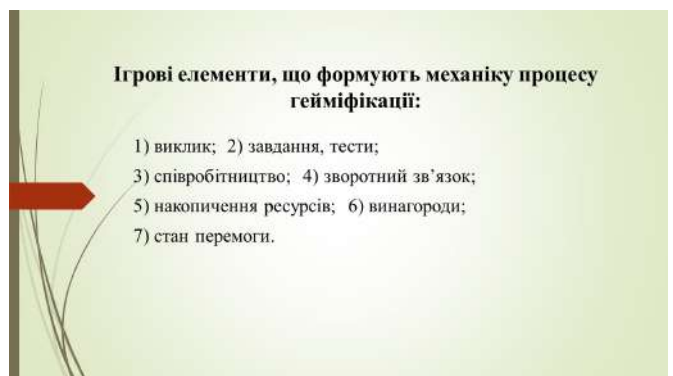 Ігрові елементи, що формують механіку процесу
гейміфікації:
1) виклик; 2) завдання, тести;
3) співробітництво; 4) зворотний зв’язок;
5) накопичення ресурсів; 6) винагороди;
7) стан перемоги.